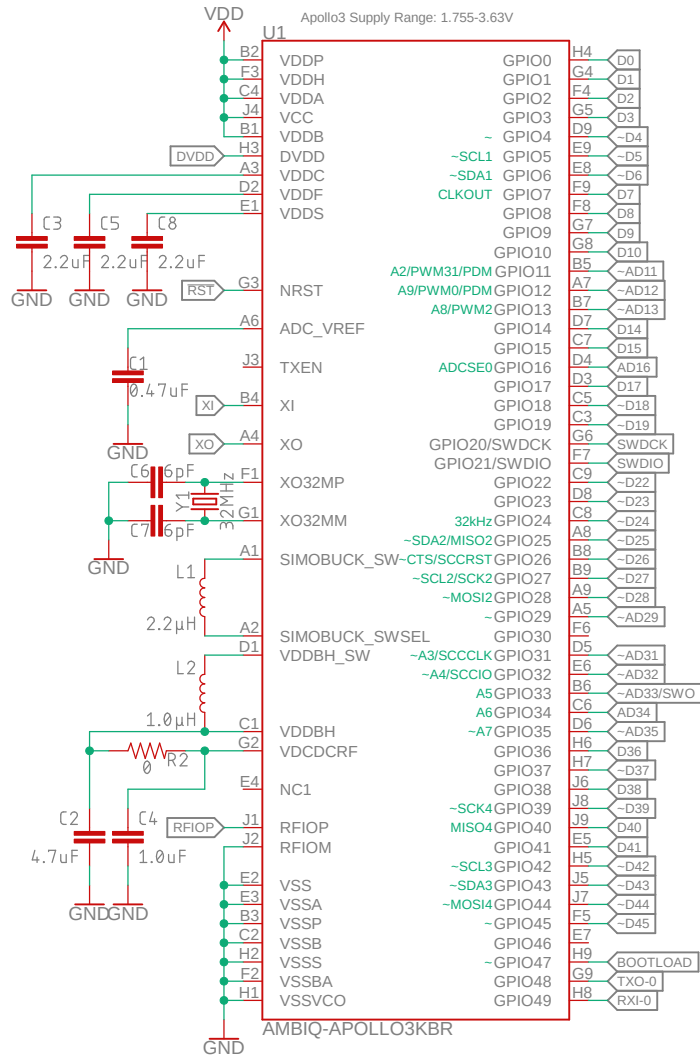 VDD
Apollo3 Supply Range: 1.755-3.63V
U1
B2 VDDP GPIO0 H4 D0
F3 VDDH GPIO1 G4 D1
C4 VDDA GPIO2 F4 D2
J4 VCC GPIO3 G5 D3
B1 VDDB ~ GPIO4 D9 ~D4
DVDD H3 DVDD ~SCL1 GPIO5 E9 ~D5
A3 VDDC ~SDA1 GPIO6 E8 ~D6
D2 VDDF CLKOUT GPIO7 F9 D7
E1 VDDS GPIO8 F8 D8
C3 C5 C8 GPIO9 G7 D9
2.2uF 2.2uF 2.2uF GPIO10 G8 D10
A2/PWM31/PDM GPIO11 B5 ~AD11
GND GND GND
RST G3 NRST A9/PWM0/PDM GPIO12 A7 ~AD12
A8/PWM2 GPIO13 B7 ~AD13
A6 ADC_VREF GPIO14 D7 D14
GPIO15 C7 D15
C1 J3 TXEN ADCSE0 GPIO16 D4 AD16
0.47uF GPIO17 D3 D17
XI B4 XI GPIO18 C5 ~D18
GPIO19 C3 ~D19
XO A4 XO GPIO20/SWDCK G6 SWDCK
GND
GPIO21/SWDIO F7 SWDIO
C6 6pF F1 XO32MP GPIO22 C9 ~D22
Y1 32MHz GPIO23 D8 ~D23
C7 6pF G1 XO32MM 32kHz GPIO24 C8 ~D24
GND
~SDA2/MISO2 GPIO25 A8 ~D25
A1 SIMOBUCK_SW ~CTS/SCCRST GPIO26 B8 ~D26
L1 ~SCL2/SCK2 GPIO27 B9 ~D27
~MOSI2 GPIO28 A9 ~D28
2.2µH ~ GPIO29 A5 ~AD29
A2 SIMOBUCK_SWSEL GPIO30 F6
D1 VDDBH_SW ~A3/SCCCLK GPIO31 D5 ~AD31
L2 ~A4/SCCIO GPIO32 E6 ~AD32
A5 GPIO33 B6 ~AD33/SWO
1.0µH A6 GPIO34 C6 AD34
C1 VDDBH ~A7 GPIO35 D6 ~AD35
G2 VDCDCRF GPIO36 H6 D36
0 R2 GPIO37 H7 ~D37
E4 NC1 GPIO38 J6 D38
~SCK4 GPIO39 J8 ~D39
C2 C4 RFIOP J1 RFIOP MISO4 GPIO40 J9 D40
4.7uF 1.0uF J2 RFIOM GPIO41 E5 D41
~SCL3 GPIO42 H5 ~D42
E2 VSS ~SDA3 GPIO43 J5 ~D43
E3 VSSA ~MOSI4 GPIO44 J7 ~D44
GND GND
B3 VSSP ~ GPIO45 F5 ~D45
C2 VSSB GPIO46 E7
H2 VSSS ~ GPIO47 H9 BOOTLOAD
F2 VSSBA GPIO48 G9 TXO-0
H1 VSSVCO GPIO49 H8 RXI-0
AMBIQ-APOLLO3KBR
GND